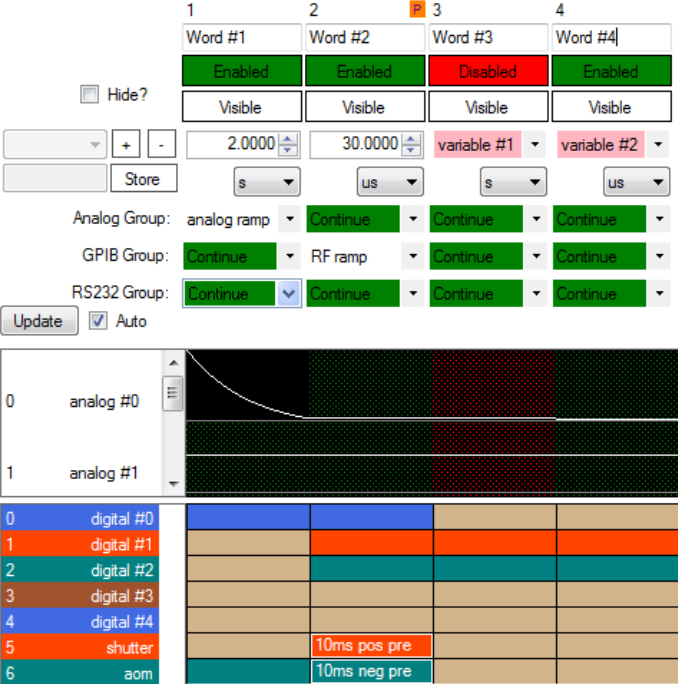 1 2 P 3 4
Word #1 Word #2 Word #3 Word #4
Enabled Enabled Disabled Enabled
Hide? Visible Visible Visible Visible
+ - 2.0000 30.0000 variable #1 variable #2
Store s us s us
Analog Group: analog ramp Continue Continue Continue
GPIB Group: Continue RF ramp Continue Continue
RS232 Group: Continue Continue Continue Continue
Update Auto
0 analog #0
1 analog #1
0 digital #0
1 digital #1
2 digital #2
3 digital #3
4 digital #4
5 shutter 10ms pos pre
6 aom 10ms neg pre